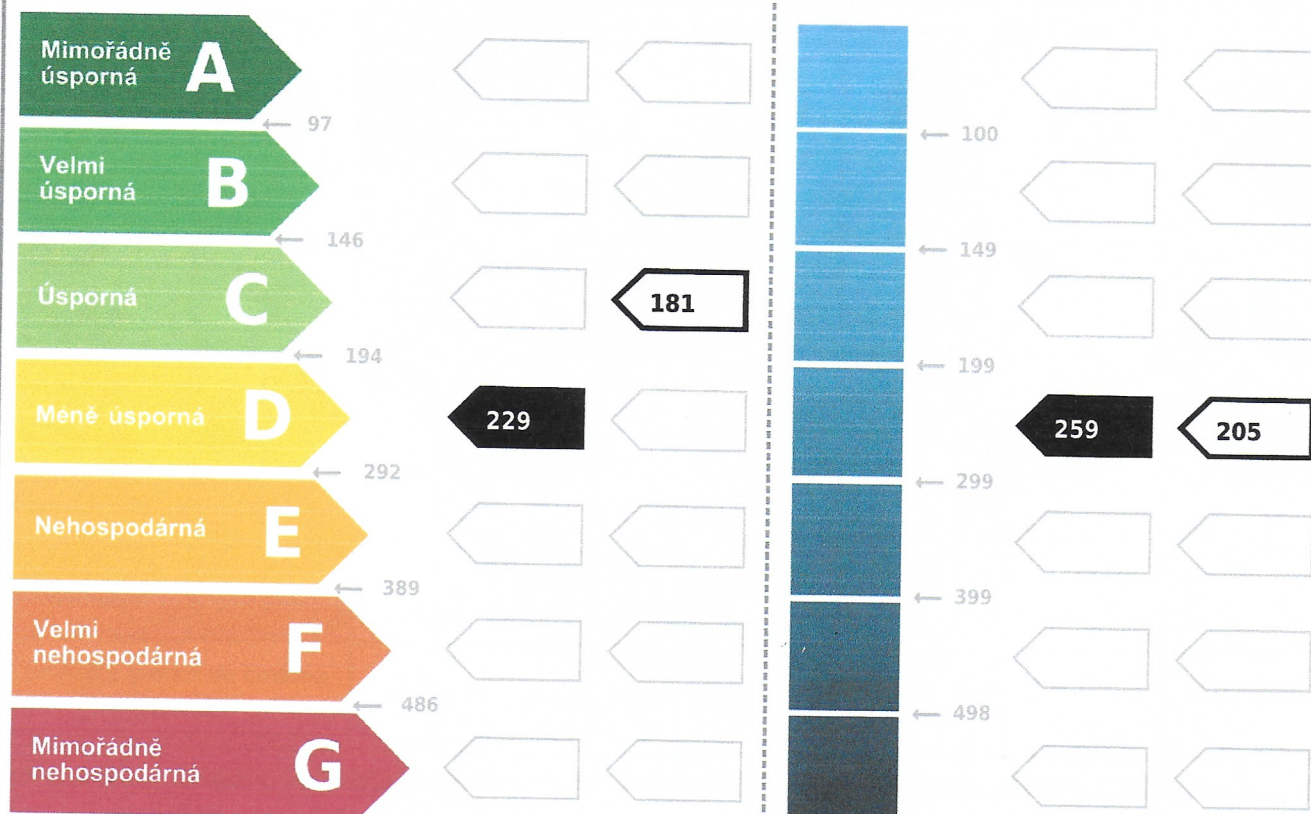 Mimořádně
úsporná A
← 97
← 100
Velmi
úsporná B
← 146
← 149
Úsporná C
181
← 194
← 199
Méně úsporná D
229
259
205
← 292
← 299
Nehospodárná E
← 389
← 399
Velmi
nehospodárná F
← 486
← 498
Mimořádně
nehospodárná G